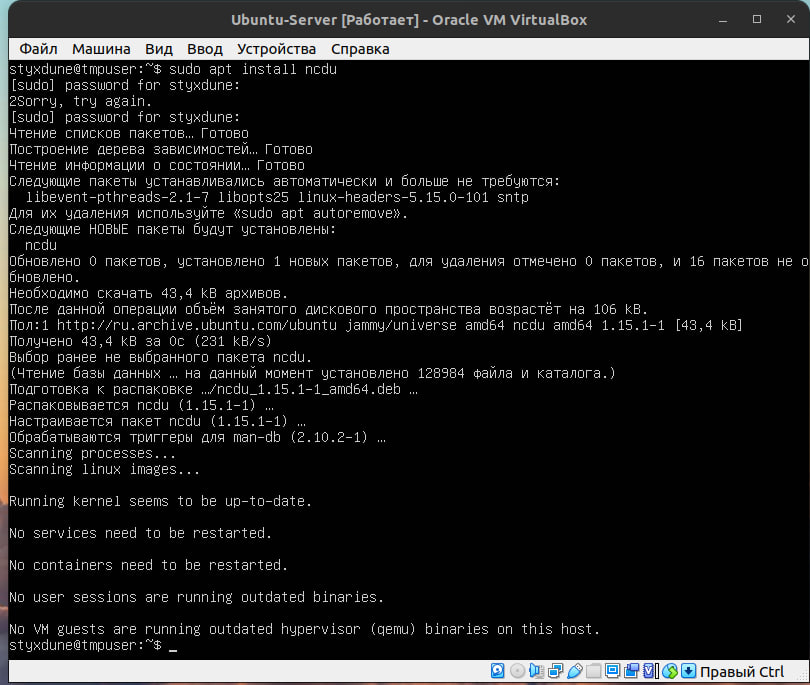 Ubuntu-Server [Работает] - Oracle VM VirtualBox
Файл Машина Вид Ввод Устройства Справка
styxdune@tmpuser:~$ sudo apt install ncdu
[sudo] password for styxdune:
2Sorry, try again.
[sudo] password for styxdune:
Чтение списков пакетов… Готово
Построение дерева зависимостей… Готово
Чтение информации о состоянии… Готово
Следующие пакеты устанавливались автоматически и больше не требуются:
libevent-pthreads-2.1-7 libopts25 linux-headers-5.15.0-101 sntp
Для их удаления используйте «sudo apt autoremove».
Следующие НОВЫЕ пакеты будут установлены:
ncdu
Обновлено 0 пакетов, установлено 1 новых пакетов, для удаления отмечено 0 пакетов, и 16 пакетов не о
бновлено.
Необходимо скачать 43,4 kB архивов.
После данной операции объём занятого дискового пространства возрастёт на 106 kB.
Пол:1 http://ru.archive.ubuntu.com/ubuntu jammy/universe amd64 ncdu amd64 1.15.1-1 [43,4 kB]
Получено 43,4 kB за 0с (231 kB/s)
Выбор ранее не выбранного пакета ncdu.
(Чтение базы данных … на данный момент установлено 128984 файла и каталога.)
Подготовка к распаковке …/ncdu_1.15.1-1_amd64.deb …
Распаковывается ncdu (1.15.1-1) …
Настраивается пакет ncdu (1.15.1-1) …
Обрабатываются триггеры для man-db (2.10.2-1) …
Scanning processes...
Scanning linux images...
Running kernel seems to be up-to-date.
No services need to be restarted.
No containers need to be restarted.
No user sessions are running outdated binaries.
No VM guests are running outdated hypervisor (qemu) binaries on this host.
styxdune@tmpuser:~$ _
Правый Ctrl